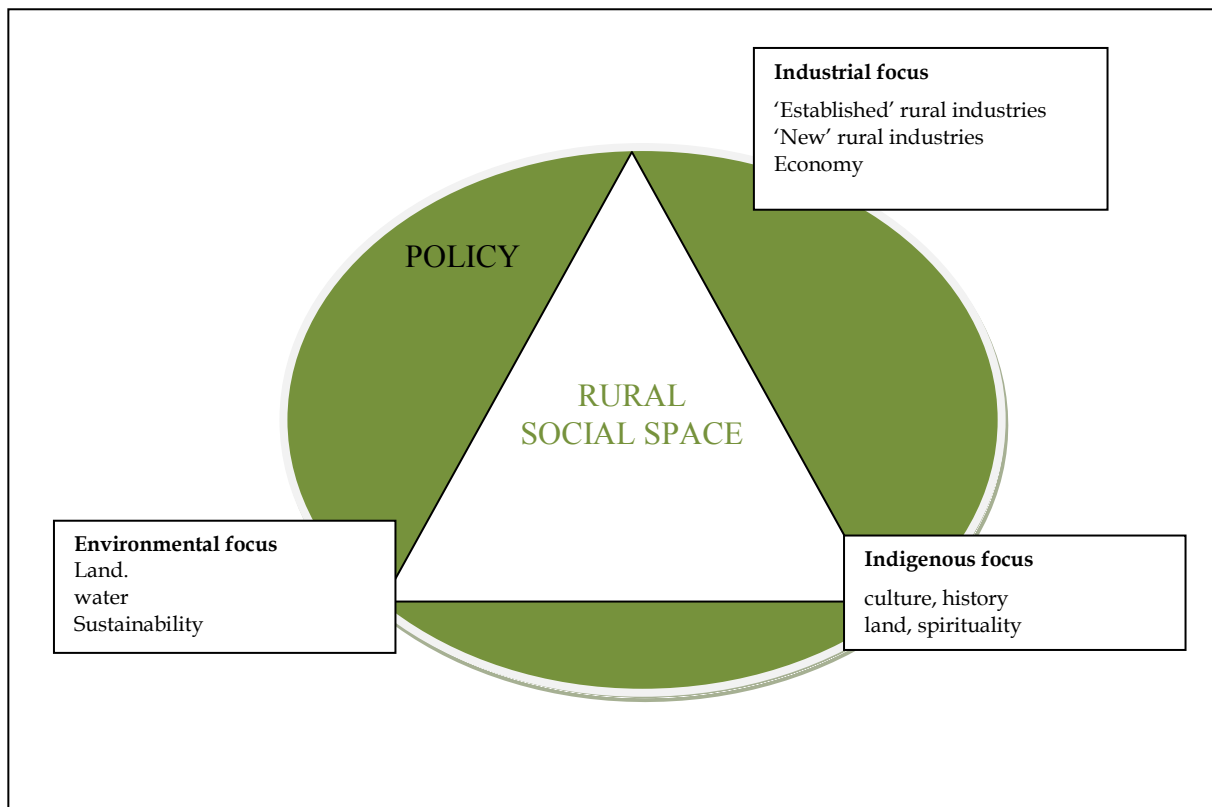 Industrial focus
‘Established’ rural industries
‘New’ rural industries
Economy
POLICY
RURAL
SOCIAL SPACE
Environmental focus
Land.
water
Sustainability
Indigenous focus
culture, history
land, spirituality